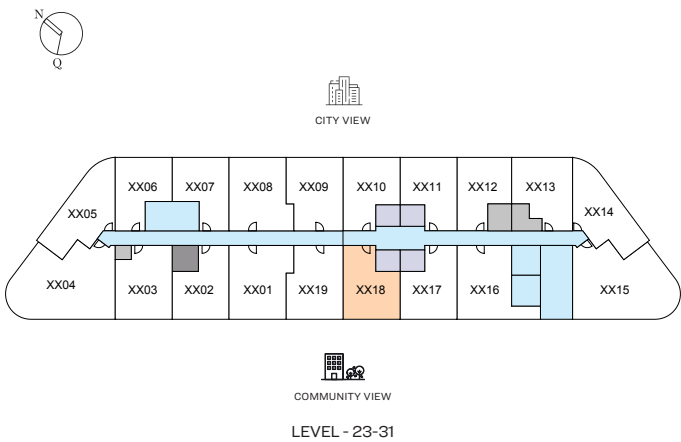 N
Q
CITY VIEW
XX06 XX07 XX08 XX09 XX10 XX11 XX12 XX13
XX05 XX14
XX04 XX03 XX02 XX01 XX19 XX18 XX17 XX16 XX15
COMMUNITY VIEW
LEVEL - 23-31